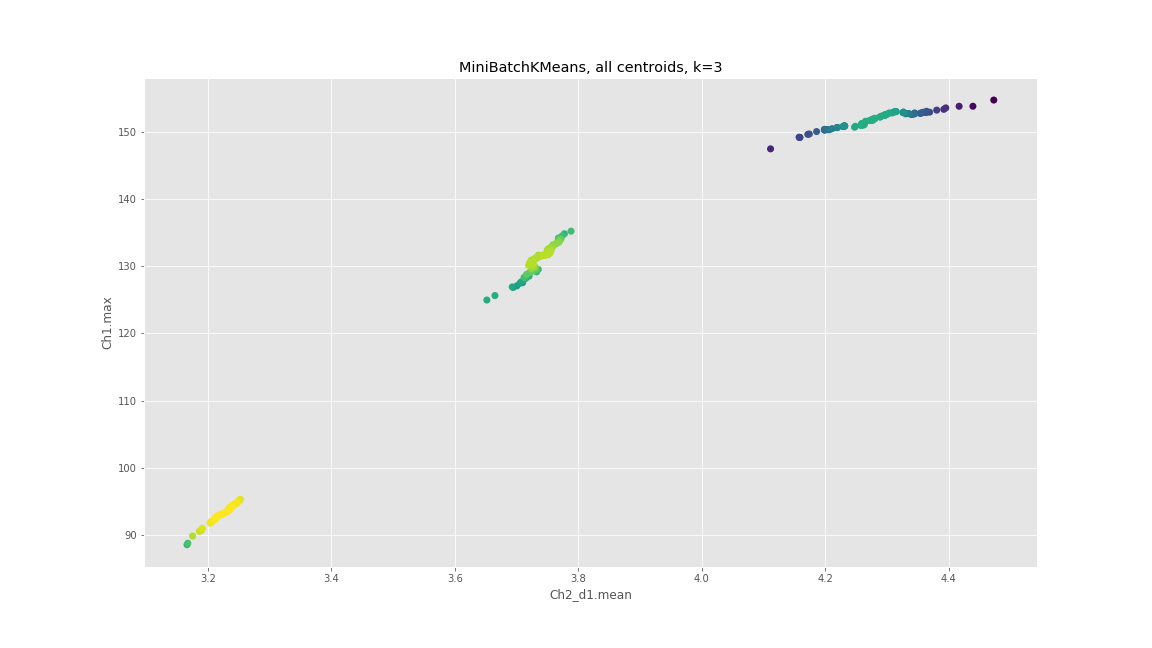 MiniBatchKMeans, all centroids, k=3
Ch1.max
150
140
130
120
110
100
90
3.2 3.4 3.6 3.8 4.0 4.2 4.4
Ch2_d1.mean